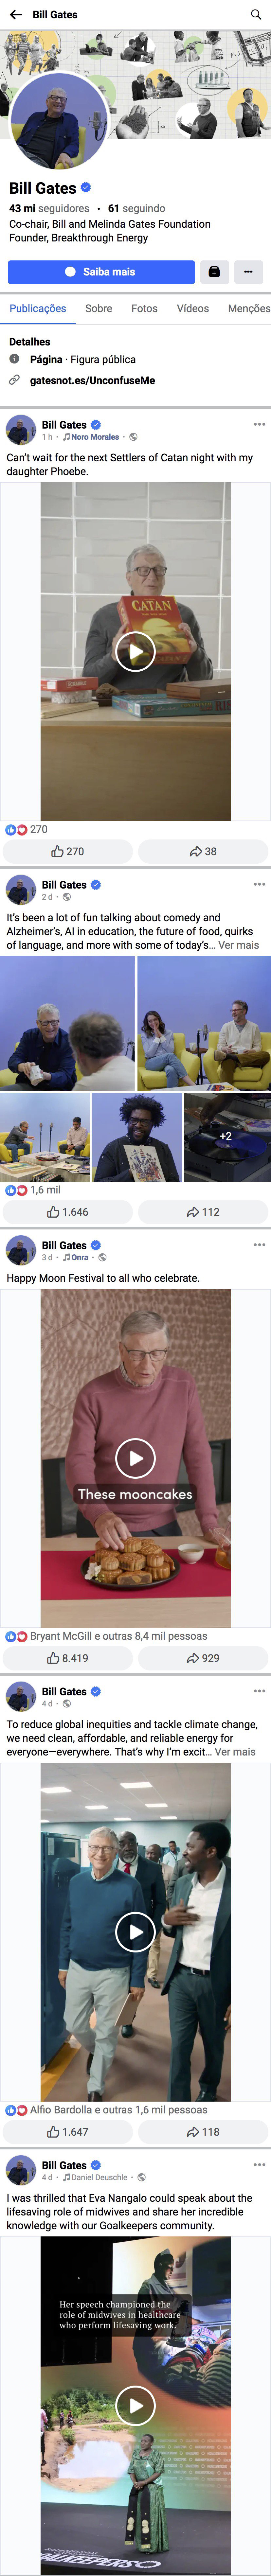 Bill Gates
Bill Gates
43 mi seguidores · 61 seguindo
Co-chair, Bill and Melinda Gates Foundation
Founder, Breakthrough Energy
Saiba mais
Publicações Sobre Fotos Vídeos Menções
Detalhes
Página · Figura pública
gatesnot.es/UnconfuseMe
Bill Gates
1 h · Noro Morales ·
Can't wait for the next Settlers of Catan night with my
daughter Phoebe.
CATAN
CATAN
270
270 38
Bill Gates
2 d ·
It's been a lot of fun talking about comedy and
Alzheimer's, AI in education, the future of food, quirks
of language, and more with some of today's... Ver mais
+2
1,6 mil
1.646 112
Bill Gates
3 d · Onra ·
Happy Moon Festival to all who celebrate.
These mooncakes
Bryant McGill e outras 8,4 mil pessoas
8.419 929
Bill Gates
4 d ·
To reduce global inequities and tackle climate change,
we need clean, affordable, and reliable energy for
everyone—everywhere. That's why I'm excit... Ver mais
Alfio Bardolla e outras 1,6 mil pessoas
1.647 118
Bill Gates
4 d · Daniel Deuschle ·
I was thrilled that Eva Nangalo could speak about the
lifesaving role of midwives and share her incredible
knowledge with our Goalkeepers community.
Her speech championed the
role of midwives in healthcare
who perform lifesaving work.